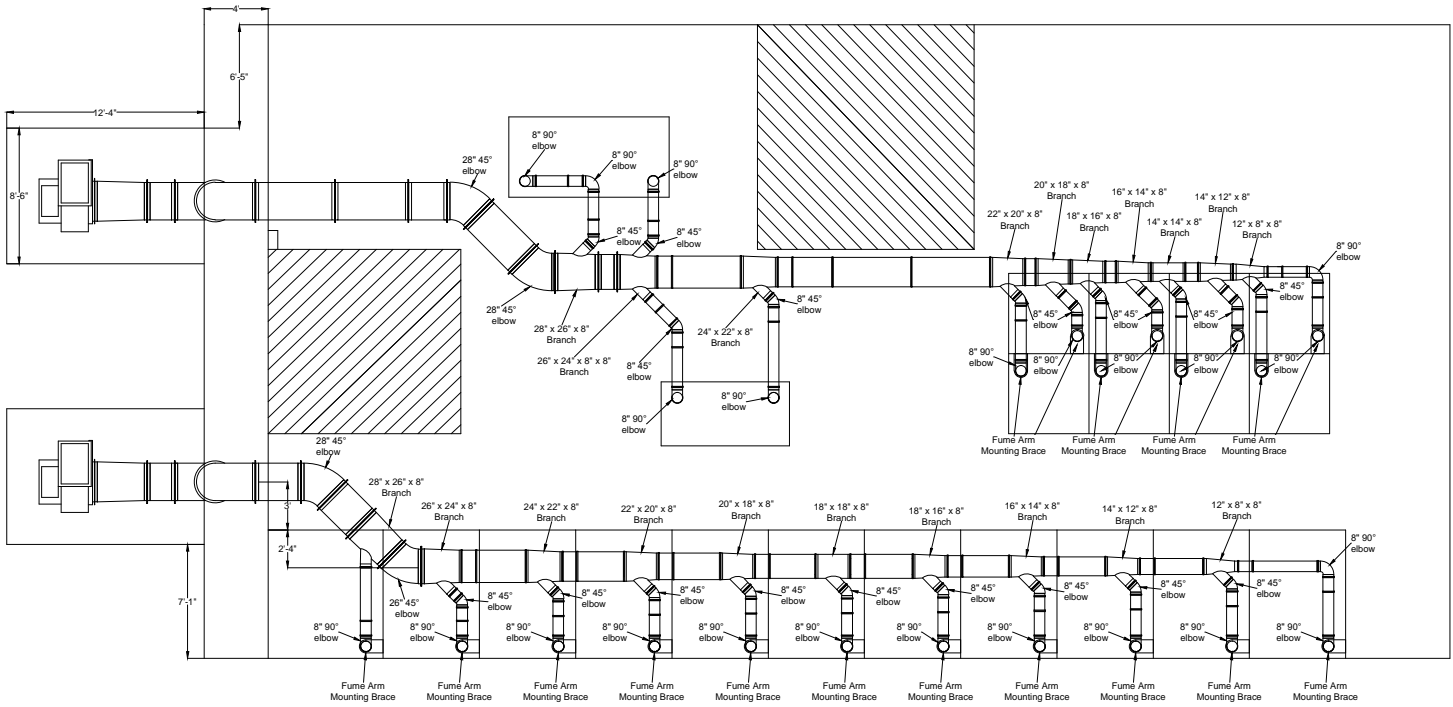 4'
6'-5"
12'-4"
8'-6"
28" 45°
elbow
8" 90°
elbow
8" 90°
elbow
8" 90°
elbow
8" 45°
elbow
8" 45°
elbow
28" 45°
elbow
28" x 26" x 8"
Branch
26" x 24" x 8" x 8"
Branch
8" 45°
elbow
24" x 22" x 8"
Branch
8" 45°
elbow
8" 90°
elbow
8" 90°
elbow
22" x 20" x 8"
Branch
20" x 18" x 8"
Branch
18" x 16" x 8"
Branch
16" x 14" x 8"
Branch
14" x 14" x 8"
Branch
14" x 12" x 8"
Branch
12" x 8" x 8"
Branch
8" 90°
elbow
8" 45°
elbow
8" 45°
elbow
8" 45°
elbow
8" 45°
elbow
8" 90°
elbow
8" 90°
elbow
8" 90°
elbow
8" 90°
elbow
8" 90°
elbow
Fume Arm
Mounting Brace
Fume Arm
Mounting Brace
Fume Arm
Mounting Brace
Fume Arm
Mounting Brace
28" 45°
elbow
28" x 26" x 8"
Branch
3'
2'-4"
7'-1"
26" 45°
elbow
26" x 24" x 8"
Branch
24" x 22" x 8"
Branch
22" x 20" x 8"
Branch
20" x 18" x 8"
Branch
18" x 18" x 8"
Branch
18" x 16" x 8"
Branch
16" x 14" x 8"
Branch
14" x 12" x 8"
Branch
12" x 8" x 8"
Branch
8" 90°
elbow
8" 45°
elbow
8" 45°
elbow
8" 45°
elbow
8" 45°
elbow
8" 45°
elbow
8" 45°
elbow
8" 45°
elbow
8" 45°
elbow
8" 45°
elbow
8" 90°
elbow
8" 90°
elbow
8" 90°
elbow
8" 90°
elbow
8" 90°
elbow
8" 90°
elbow
8" 90°
elbow
8" 90°
elbow
8" 90°
elbow
8" 90°
elbow
8" 90°
elbow
Fume Arm
Mounting Brace
Fume Arm
Mounting Brace
Fume Arm
Mounting Brace
Fume Arm
Mounting Brace
Fume Arm
Mounting Brace
Fume Arm
Mounting Brace
Fume Arm
Mounting Brace
Fume Arm
Mounting Brace
Fume Arm
Mounting Brace
Fume Arm
Mounting Brace
Fume Arm
Mounting Brace